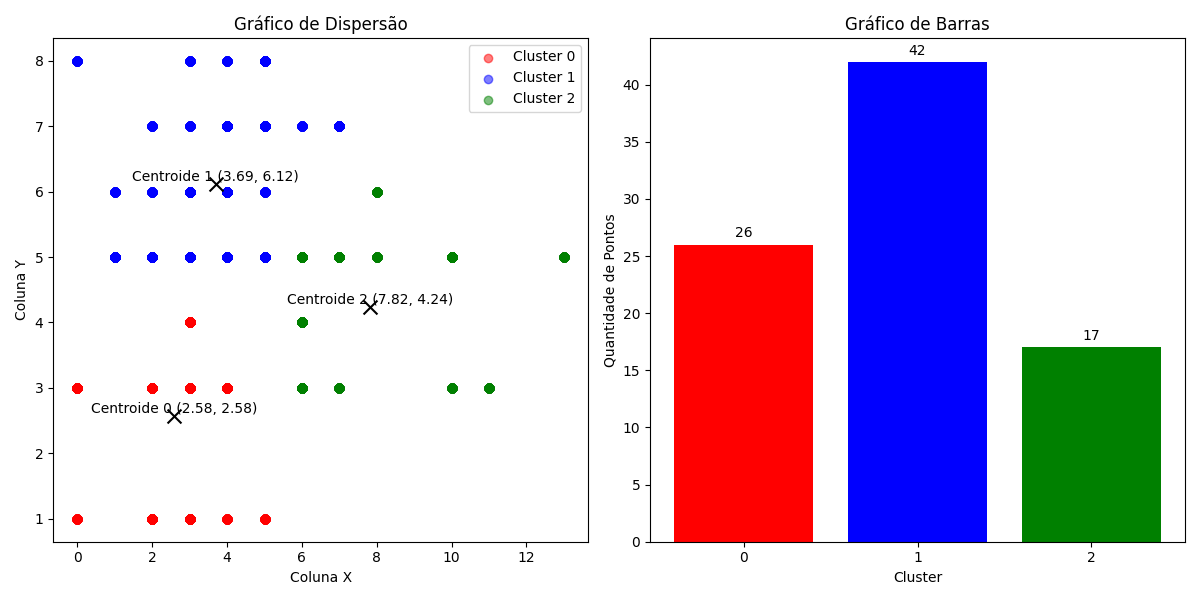 Gráfico de Dispersão
Cluster 0
Cluster 1
Cluster 2
8
7
6
5
4
3
2
1
Coluna Y
Centroide 1 (3.69, 6.12)
Centroide 2 (7.82, 4.24)
Centroide 0 (2.58, 2.58)
0 2 4 6 8 10 12
Coluna X
Gráfico de Barras
40
35
30
25
20
15
10
5
0
Quantidade de Pontos
26
42
17
0 1 2
Cluster